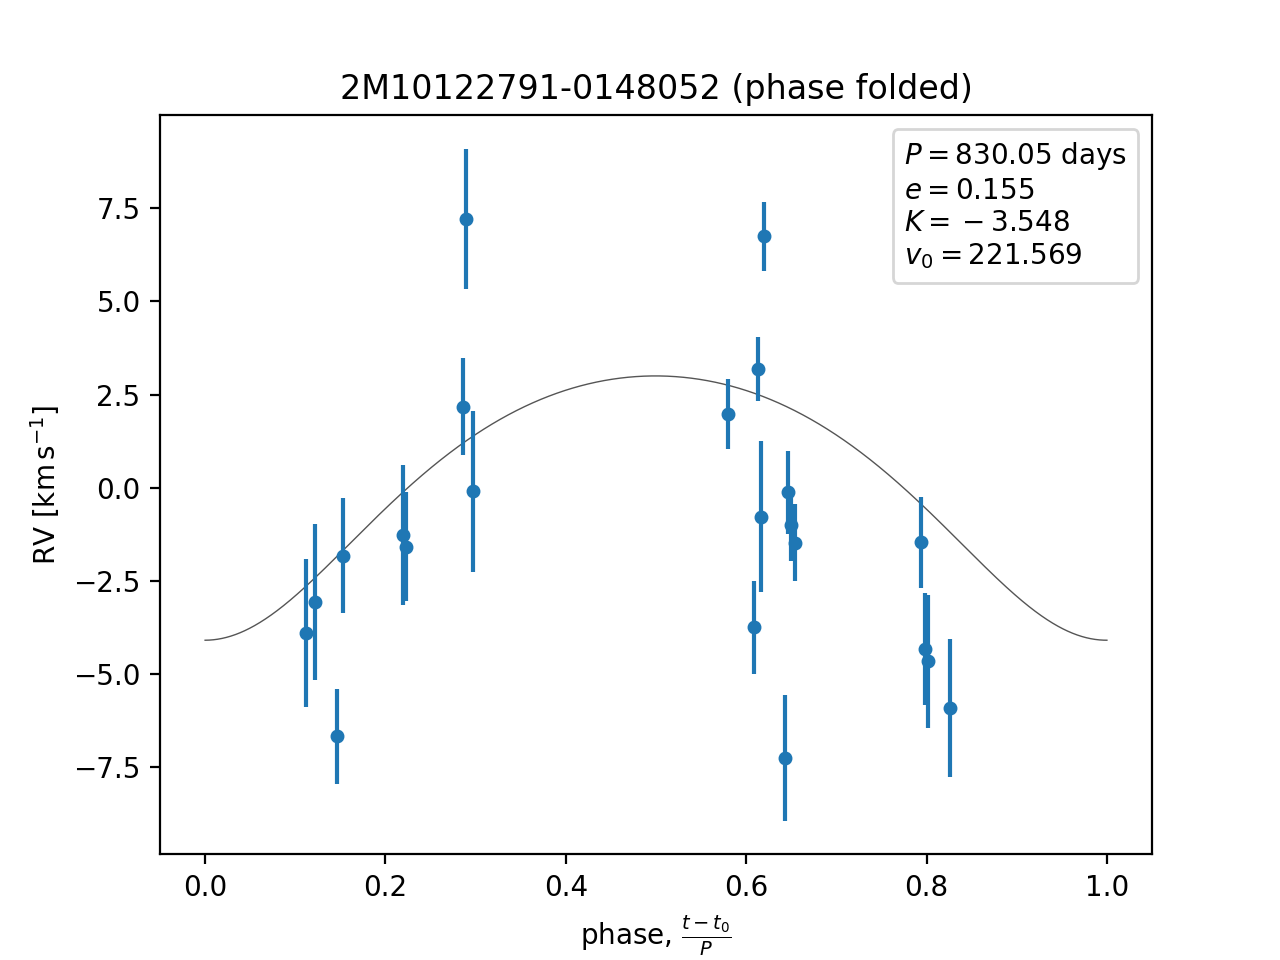 2M10122791-0148052 (phase folded)
P = 830.05 days
e = 0.155
K = −3.548
v₀ = 221.569
7.5
5.0
2.5
0.0
−2.5
−5.0
−7.5
RV [km s⁻¹]
0.0 0.2 0.4 0.6 0.8 1.0
phase, (t − t₀)/P